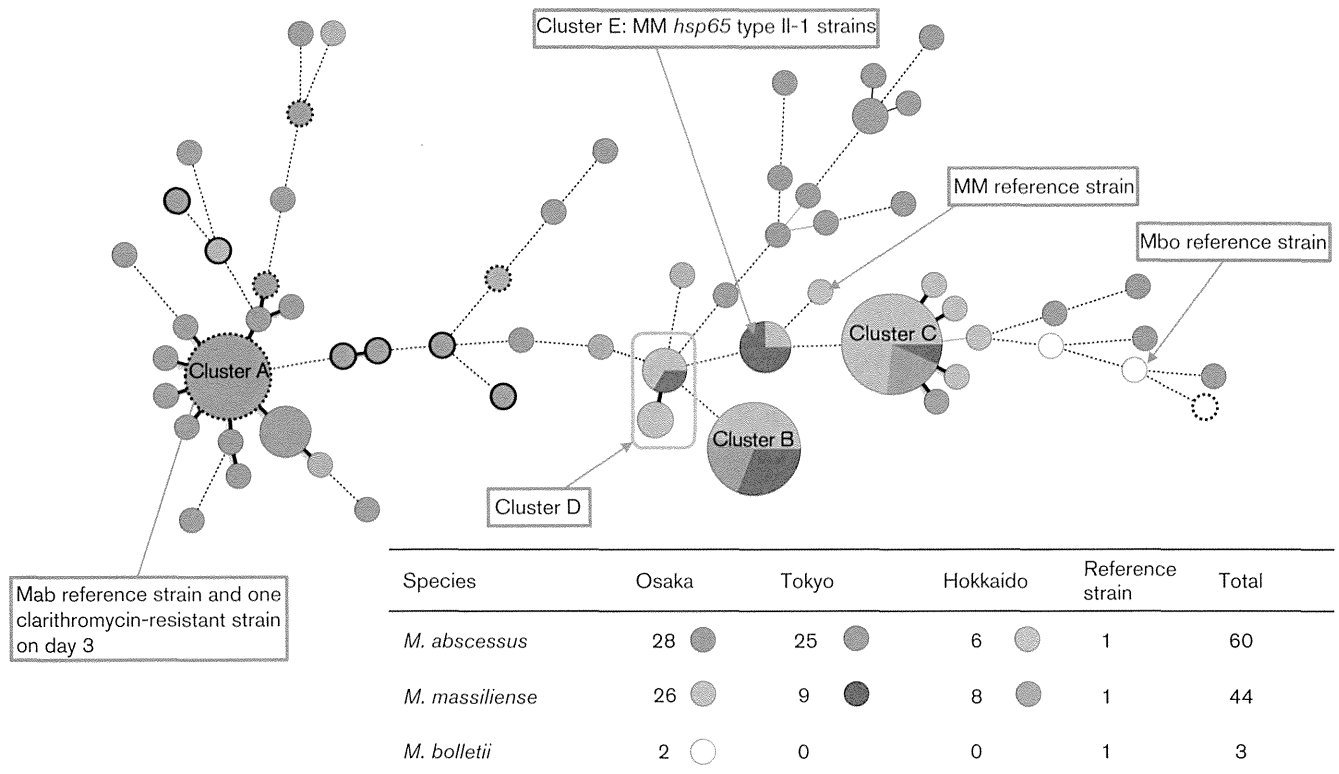 Cluster E: MM hsp65 type II-1 strains
MM reference strain
Mbo reference strain
Cluster A
Cluster C
Cluster B
Cluster D
Mab reference strain and one
clarithromycin-resistant strain
on day 3
Species Osaka Tokyo Hokkaido Reference strain Total
M. abscessus 28 25 6 1 60
M. massiliense 26 9 8 1 44
M. bolletii 2 0 0 1 3